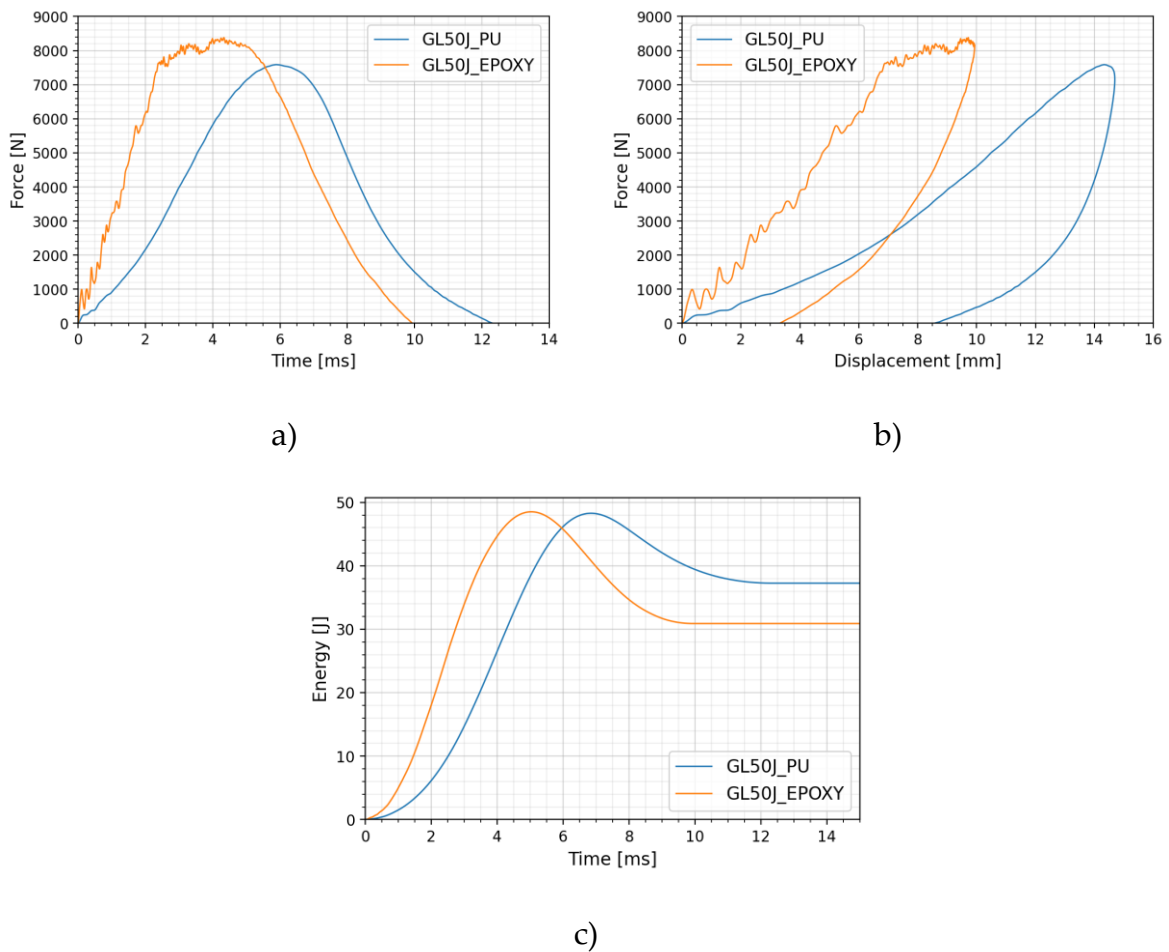 9000
8000
7000
6000
5000
4000
3000
2000
1000
0
Force [N]
GL50J_PU
GL50J_EPOXY
0 2 4 6 8 10 12 14
Time [ms]
a)
9000
8000
7000
6000
5000
4000
3000
2000
1000
0
Force [N]
GL50J_PU
GL50J_EPOXY
0 2 4 6 8 10 12 14 16
Displacement [mm]
b)
50
40
30
20
10
0
Energy [J]
GL50J_PU
GL50J_EPOXY
0 2 4 6 8 10 12 14
Time [ms]
c)